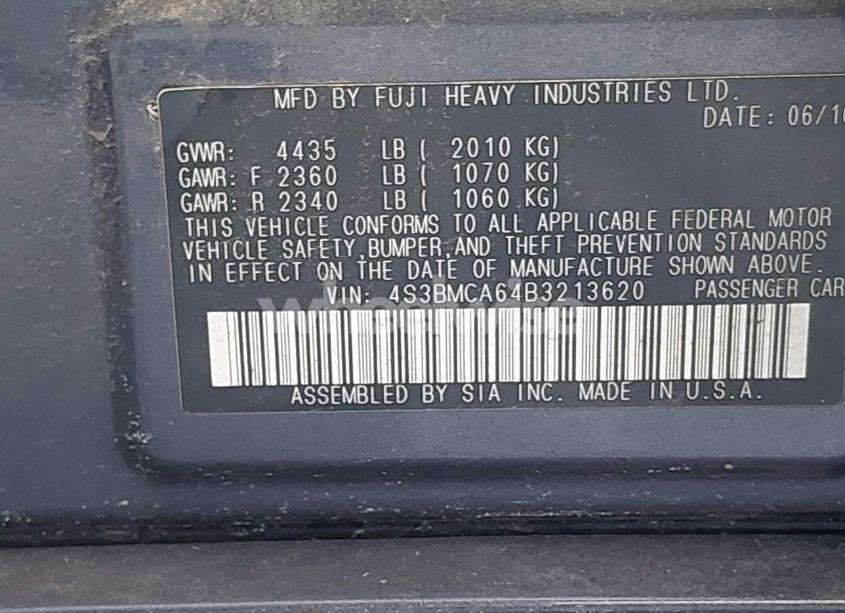 MFD BY FUJI HEAVY INDUSTRIES LTD.
DATE: 06/10
GVWR: 4435 LB ( 2010 KG)
GAWR: F 2360 LB ( 1070 KG)
GAWR: R 2340 LB ( 1060 KG)
THIS VEHICLE CONFORMS TO ALL APPLICABLE FEDERAL MOTOR
VEHICLE SAFETY, BUMPER, AND THEFT PREVENTION STANDARDS
IN EFFECT ON THE DATE OF MANUFACTURE SHOWN ABOVE.
VIN: 4S3BMCA64B3213620 PASSENGER CAR
ASSEMBLED BY SIA INC. MADE IN U.S.A.